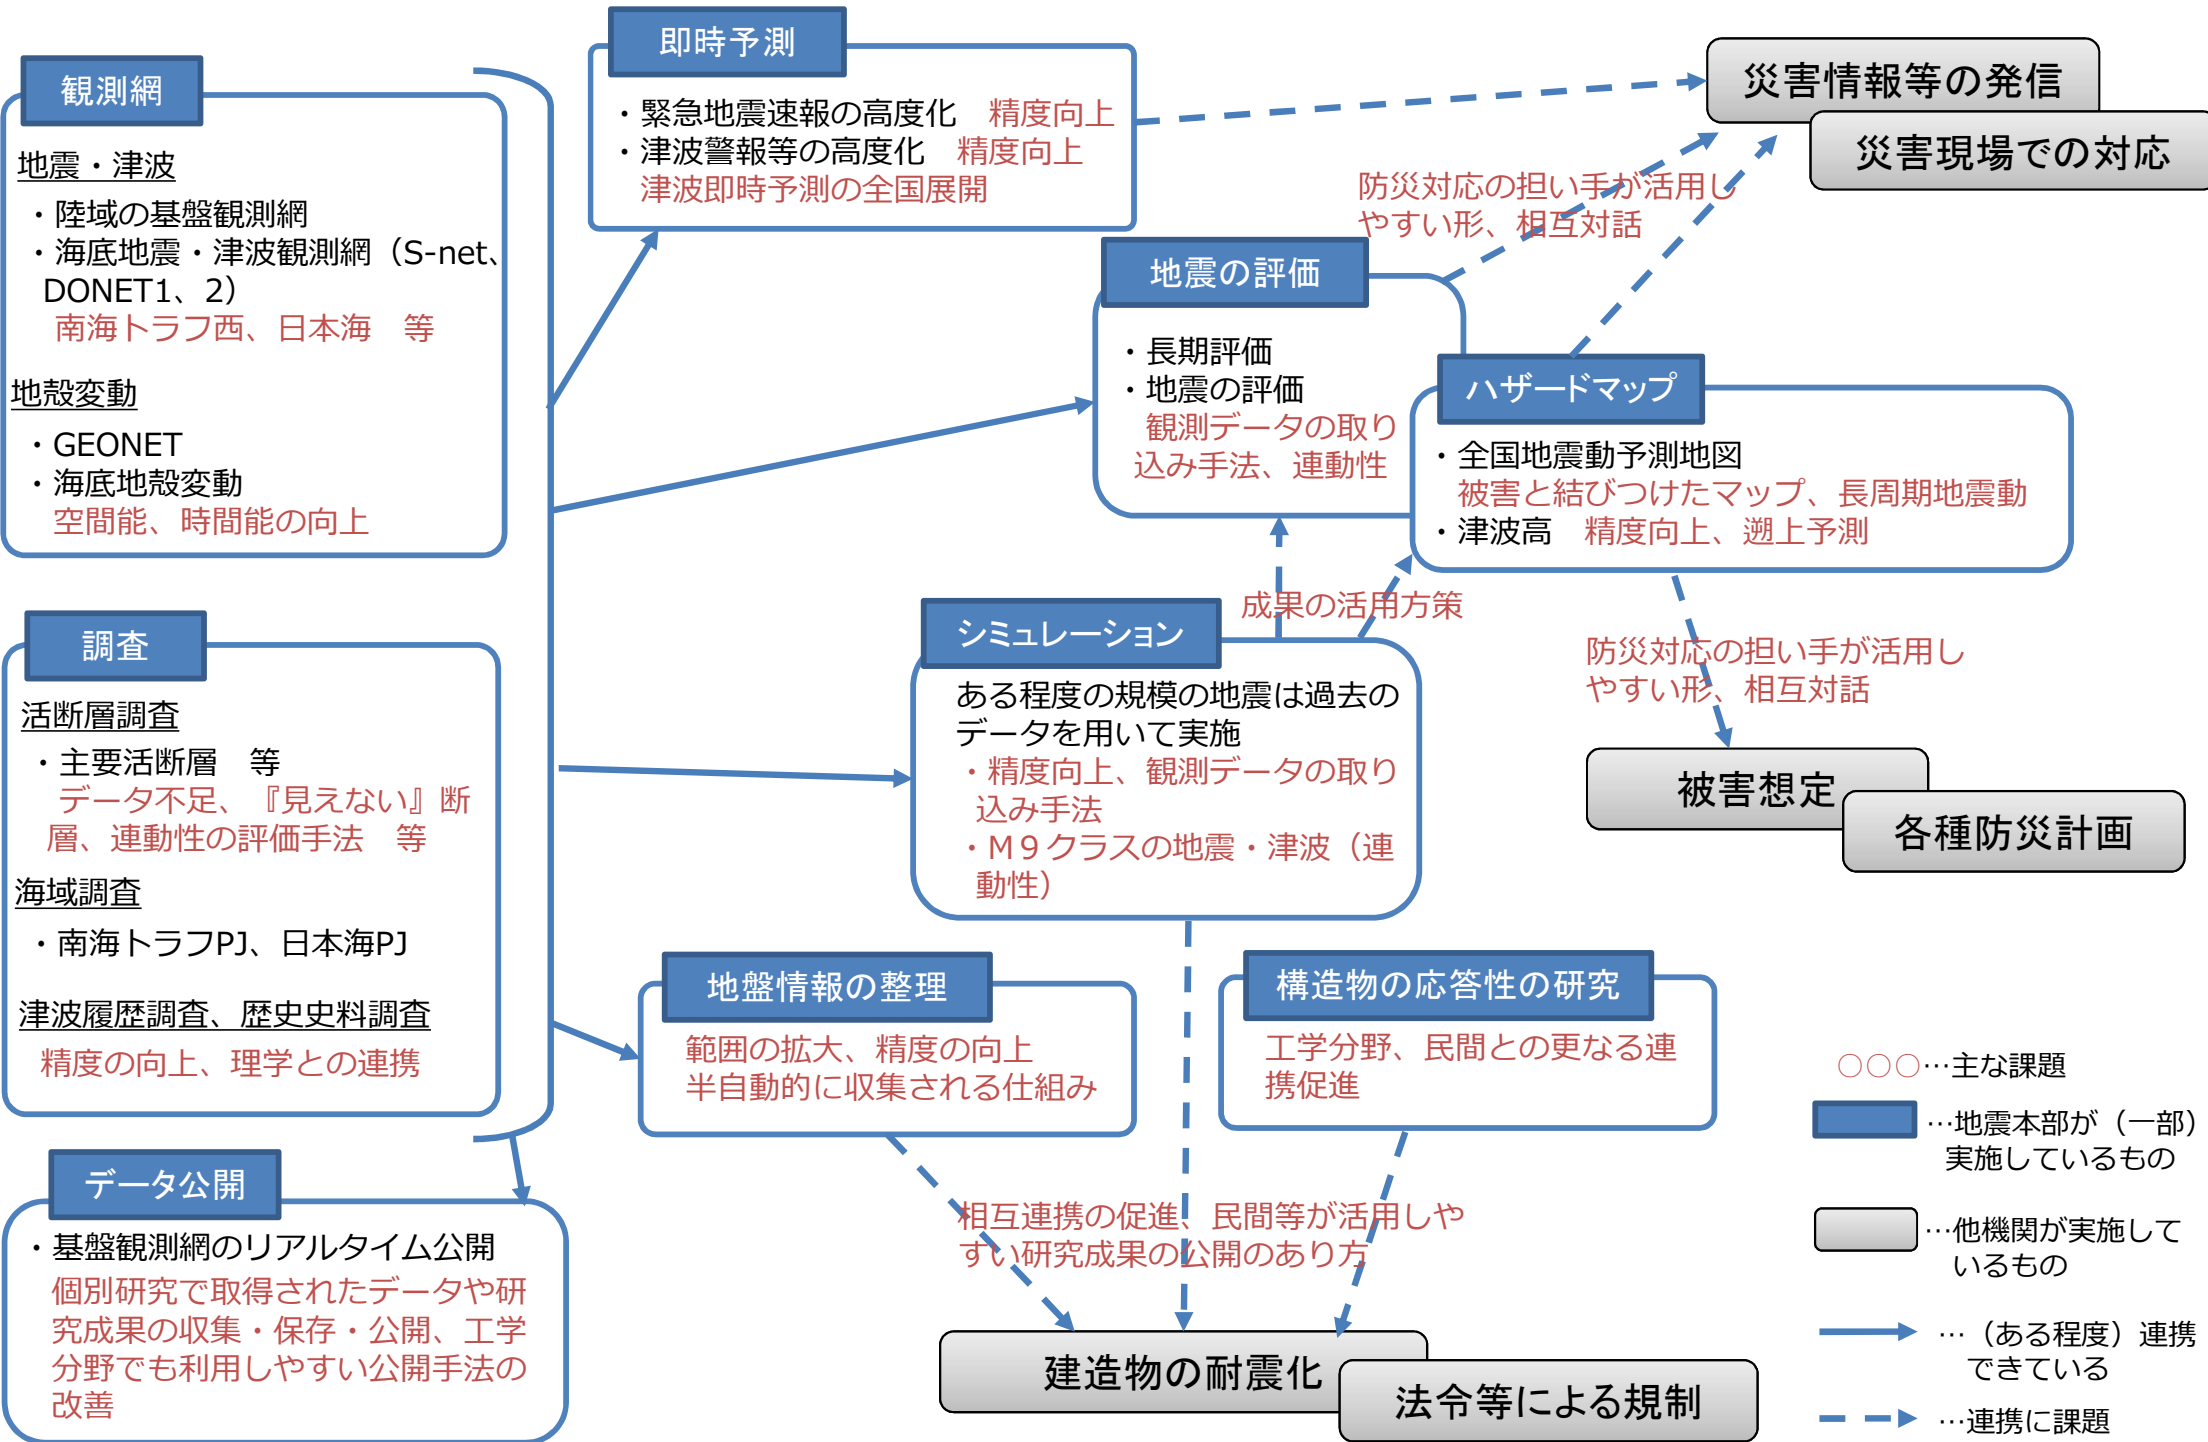 観測網
地震・津波
・陸域の基盤観測網
・海底地震・津波観測網（S-net、
DONET1、2）
南海トラフ西、日本海　等
地殻変動
・GEONET
・海底地殻変動
空間能、時間能の向上
調査
活断層調査
・主要活断層　等
データ不足、『見えない』断
層、連動性の評価手法　等
海域調査
・南海トラフPJ、日本海PJ
津波履歴調査、歴史史料調査
精度の向上、理学との連携
データ公開
・基盤観測網のリアルタイム公開
個別研究で取得されたデータや研
究成果の収集・保存・公開、工学
分野でも利用しやすい公開手法の
改善
即時予測
・緊急地震速報の高度化　精度向上
・津波警報等の高度化　精度向上
津波即時予測の全国展開
災害情報等の発信
災害現場での対応
防災対応の担い手が活用し
やすい形、相互対話
地震の評価
・長期評価
・地震の評価
観測データの取り
込み手法、連動性
ハザードマップ
・全国地震動予測地図
被害と結びつけたマップ、長周期地震動
・津波高　精度向上、遡上予測
成果の活用方策
シミュレーション
ある程度の規模の地震は過去の
データを用いて実施
・精度向上、観測データの取り
込み手法
・Ｍ９クラスの地震・津波（連
動性）
防災対応の担い手が活用し
やすい形、相互対話
被害想定
各種防災計画
地盤情報の整理
範囲の拡大、精度の向上
半自動的に収集される仕組み
構造物の応答性の研究
工学分野、民間との更なる連
携促進
相互連携の促進、民間等が活用しや
すい研究成果の公開のあり方
建造物の耐震化
法令等による規制
○○○…主な課題
…地震本部が（一部）
実施しているもの
…他機関が実施して
いるもの
…（ある程度）連携
できている
…連携に課題